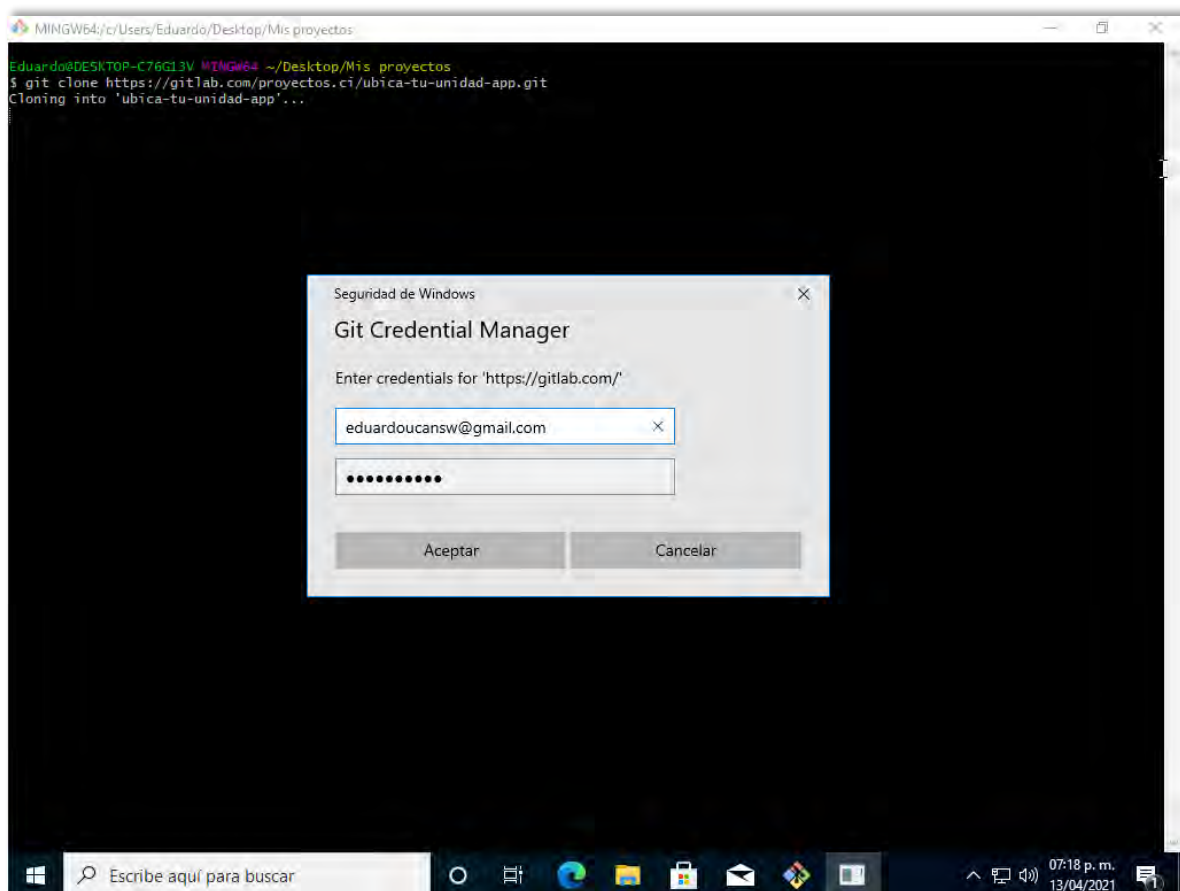 MINGW64:/c/Users/Eduardo/Desktop/Mis proyectos
Eduardo@DESKTOP-C76G13V MINGW64 ~/Desktop/Mis proyectos
$ git clone https://gitlab.com/proyectos.ci/ubica-tu-unidad-app.git
Cloning into 'ubica-tu-unidad-app'...
Seguridad de Windows
Git Credential Manager
Enter credentials for 'https://gitlab.com/'
eduardoucansw@gmail.com
••••••••••
Aceptar Cancelar
Escribe aquí para buscar
07:18 p. m.
13/04/2021
1